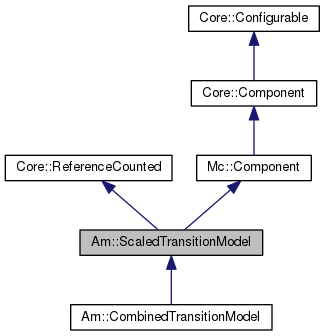 Core::Configurable
Core::Component
Core::ReferenceCounted
Mc::Component
Am::ScaledTransitionModel
Am::CombinedTransitionModel